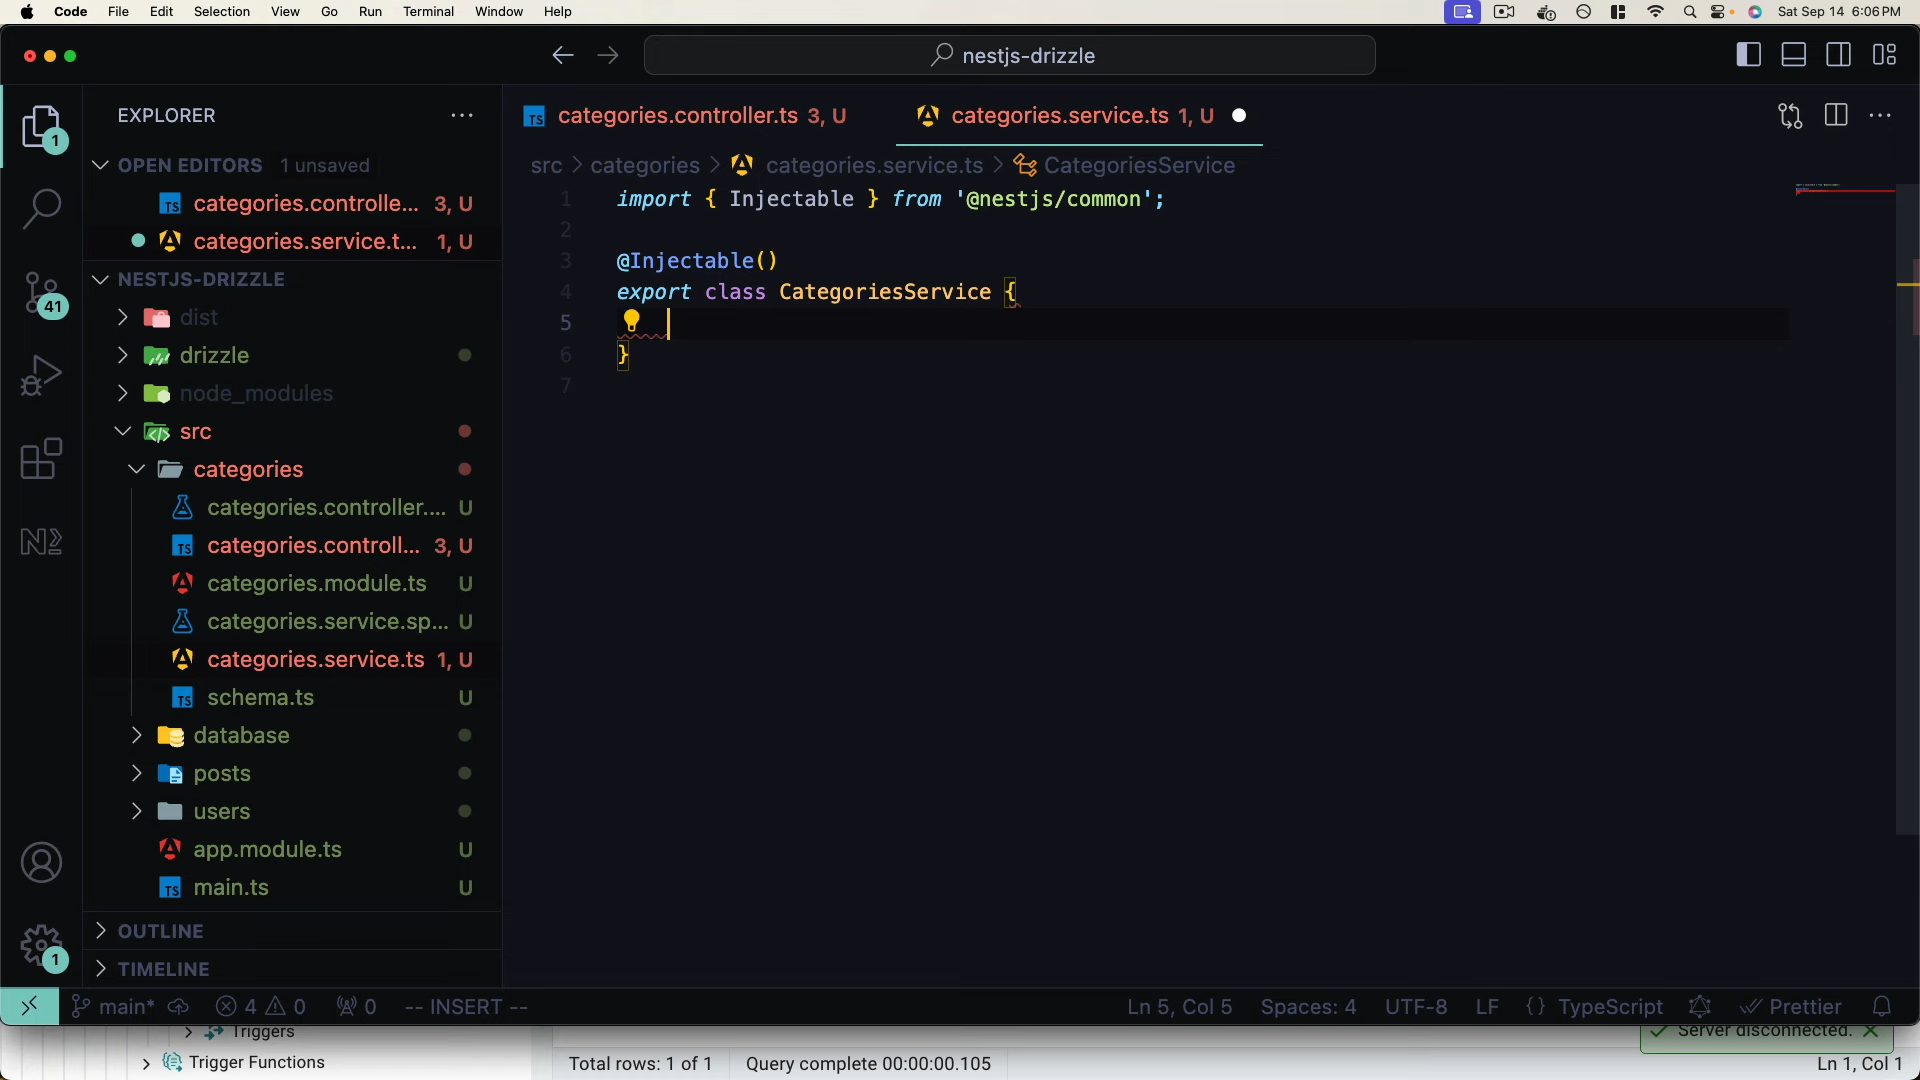 Code File Edit Selection View Go Run Terminal Window Help Sat Sep 14 6:06 PM
nestjs-drizzle
EXPLORER
OPEN EDITORS 1 unsaved
categories.controlle... 3, U
categories.service.t... 1, U
NESTJS-DRIZZLE
dist
drizzle
node_modules
src
categories
categories.controller.... U
categories.controll... 3, U
categories.module.ts U
categories.service.sp... U
categories.service.ts 1, U
schema.ts U
database
posts
users
app.module.ts U
main.ts U
OUTLINE
TIMELINE
1
41
1
categories.controller.ts 3, U categories.service.ts 1, U
src > categories > categories.service.ts > CategoriesService
1 import { Injectable } from '@nestjs/common';
2
3 @Injectable()
4 export class CategoriesService {
5
6 }
7
main* 4 0 0 -- INSERT -- Ln 5, Col 5 Spaces: 4 UTF-8 LF {} TypeScript Prettier
Triggers Server disconnected.
Trigger Functions Total rows: 1 of 1 Query complete 00:00:00.105 Ln 1, Col 1